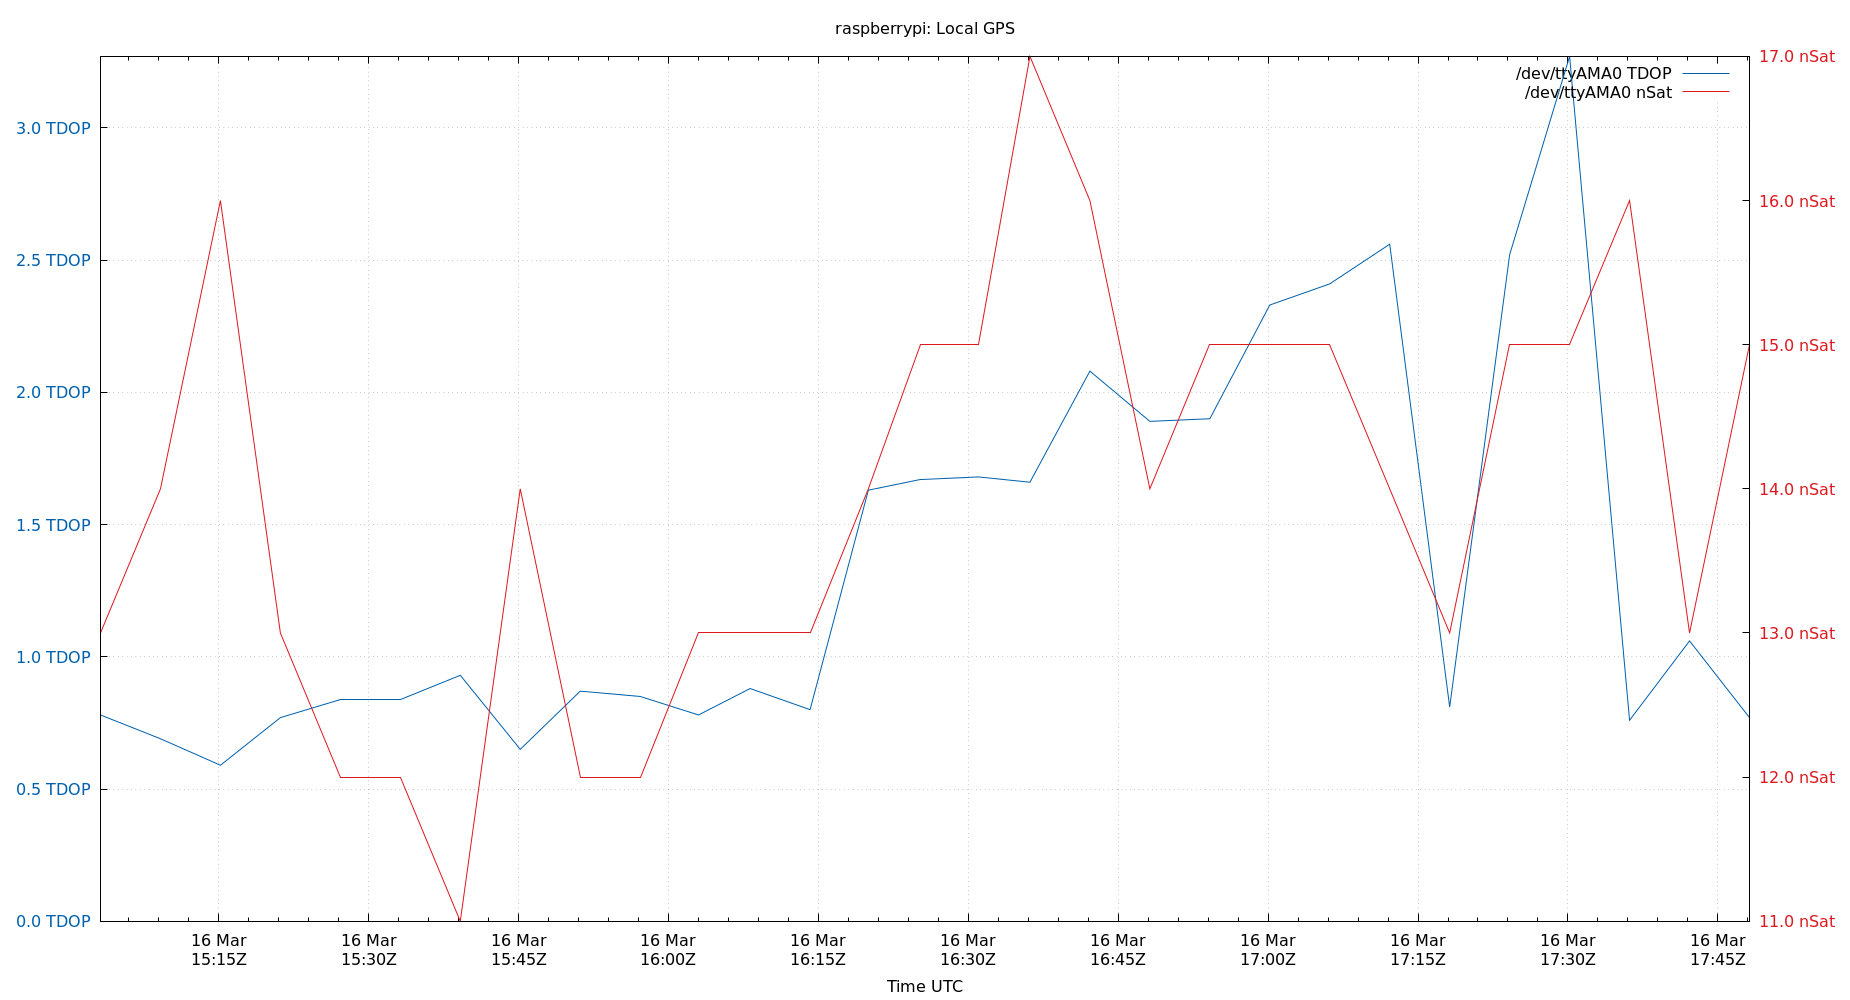 raspberrypi: Local GPS
/dev/ttyAMA0 TDOP
/dev/ttyAMA0 nSat
3.0 TDOP
2.5 TDOP
2.0 TDOP
1.5 TDOP
1.0 TDOP
0.5 TDOP
0.0 TDOP
17.0 nSat
16.0 nSat
15.0 nSat
14.0 nSat
13.0 nSat
12.0 nSat
11.0 nSat
16 Mar
15:15Z
16 Mar
15:30Z
16 Mar
15:45Z
16 Mar
16:00Z
16 Mar
16:15Z
16 Mar
16:30Z
16 Mar
16:45Z
16 Mar
17:00Z
16 Mar
17:15Z
16 Mar
17:30Z
16 Mar
17:45Z
Time UTC